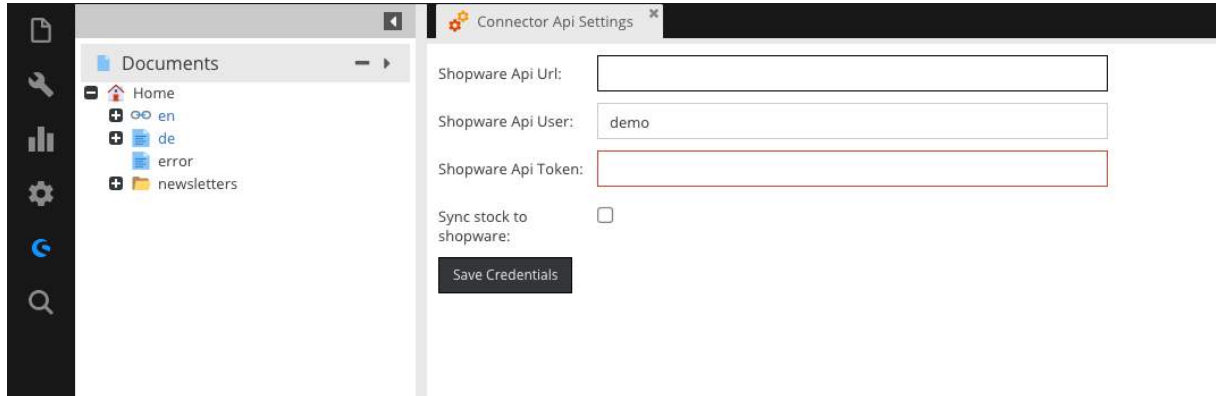 Documents
Home
en
de
error
newsletters
Connector Api Settings
Shopware Api Url:
Shopware Api User: demo
Shopware Api Token:
Sync stock to
shopware:
Save Credentials